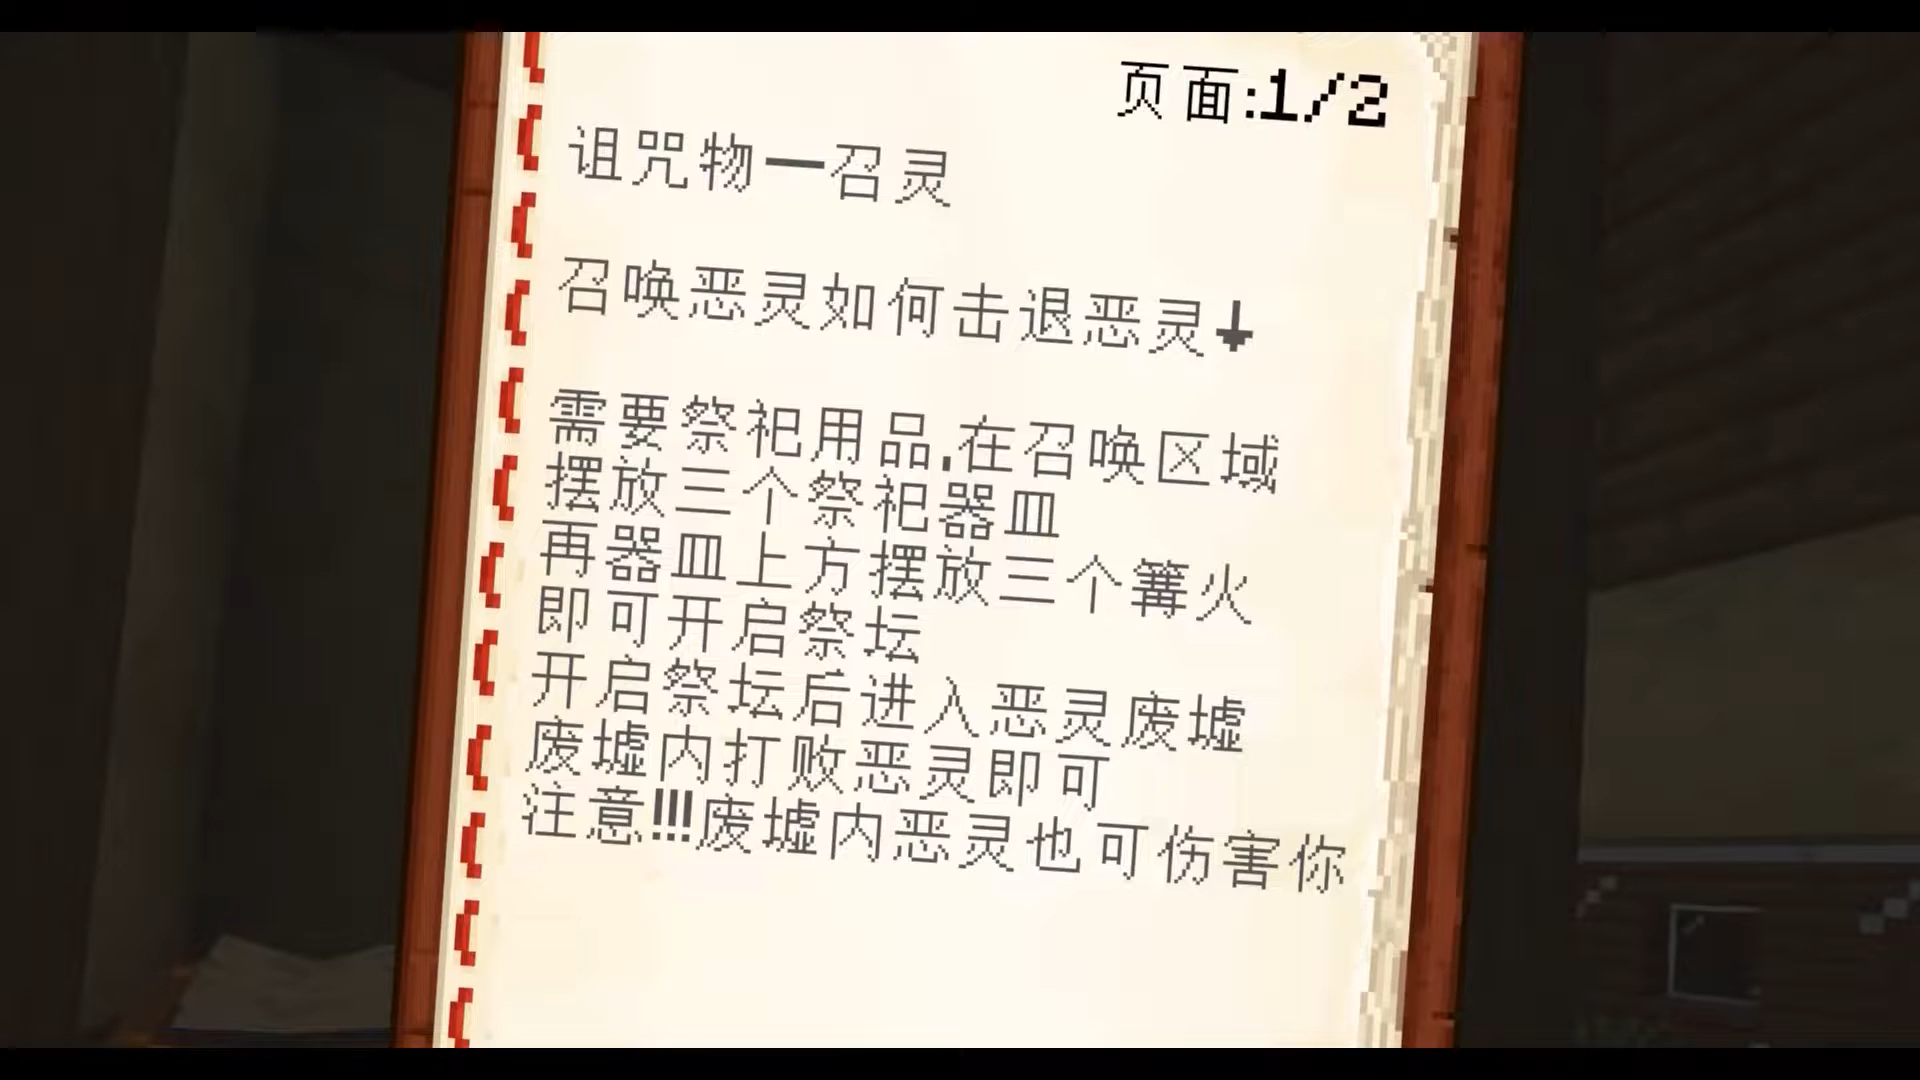 页面:1/2
诅咒物一召灵
召唤恶灵如何击退恶灵↓
需要祭祀用品,在召唤区域
摆放三个祭祀器皿
再器皿上方摆放三个篝火
即可开启祭坛
开启祭坛后进入恶灵废墟
废墟内打败恶灵即可
注意!!!废墟内恶灵也可伤害你